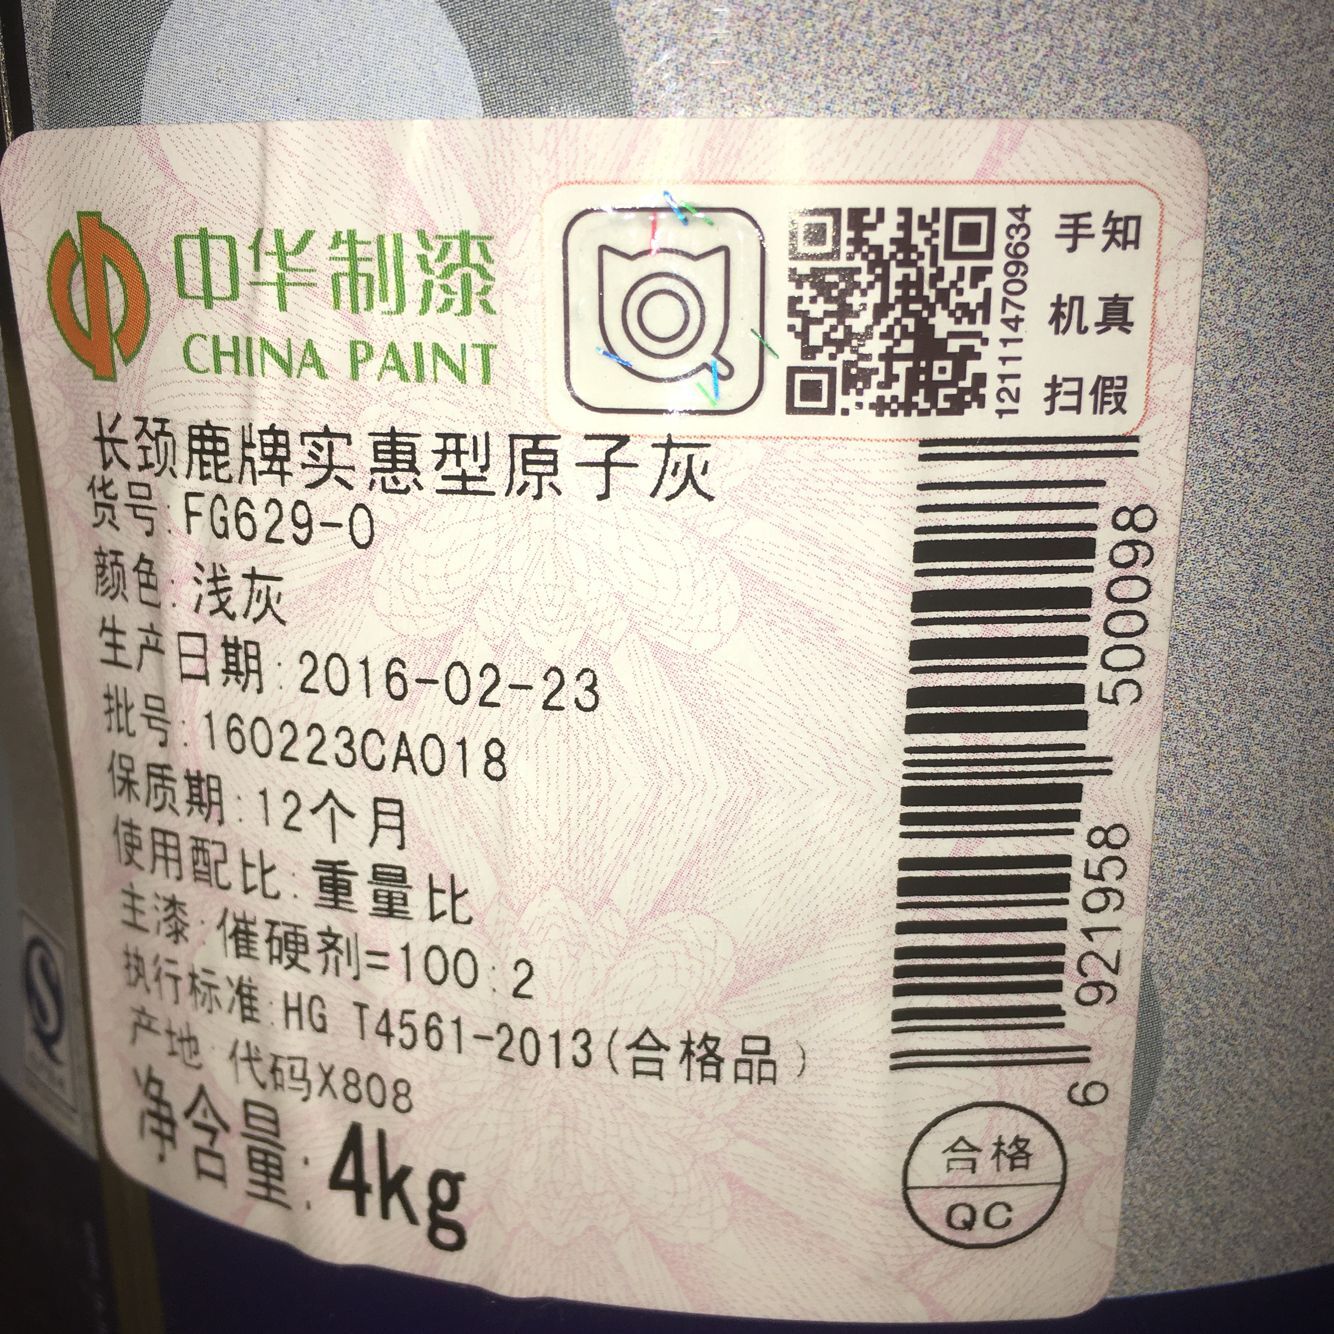 中华制漆
CHINA PAINT
121114709634
手知
机真
扫假
长颈鹿牌实惠型原子灰
货号:FG629-0
颜色:浅灰
生产日期:2016-02-23
批号:160223CA018
保质期:12个月
使用配比:重量比
主漆:催硬剂=100:2
执行标准:HG T4561-2013(合格品)
产地:代码X808
净含量:4kg
6 921958 500098
合格
QC